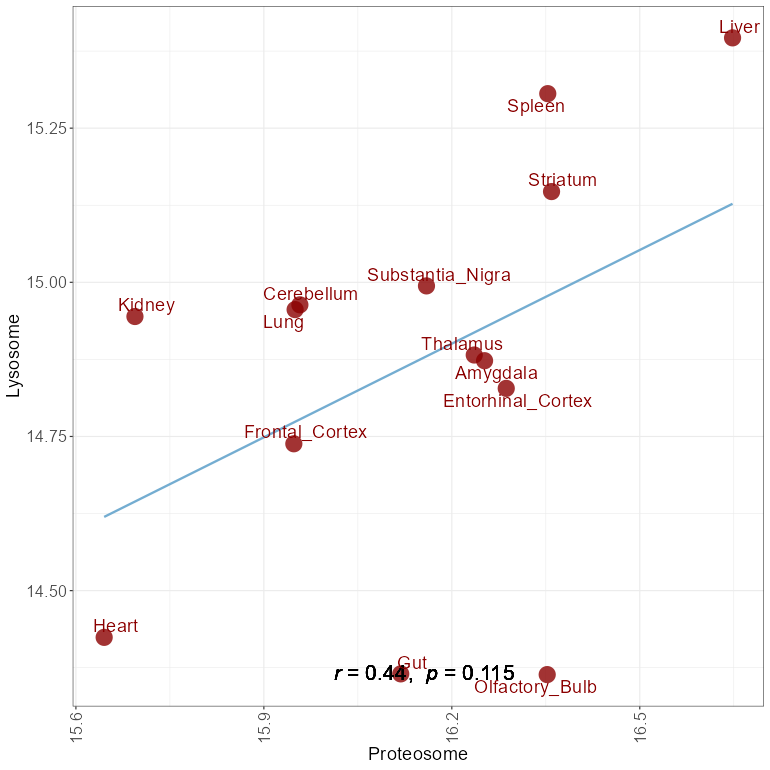 Liver
Spleen
15.25
Striatum
Substantia_Nigra
15.00
Cerebellum
Kidney
Lung
Thalamus
Amygdala
Entorhinal_Cortex
Frontal_Cortex
14.75
Lysosome
14.50
Heart
Gut
r = 0.44, p = 0.115
Olfactory_Bulb
15.6
15.9
16.2
16.5
Proteosome